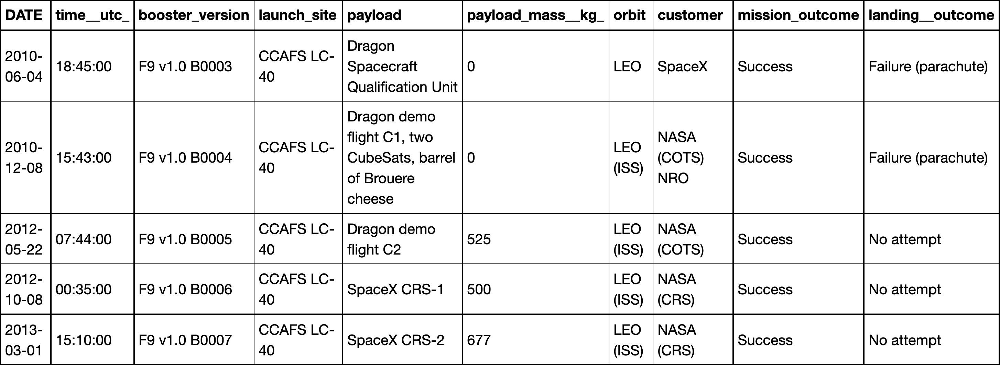 DATE time__utc_ booster_version launch_site payload payload_mass__kg_ orbit customer mission_outcome landing__outcome
2010-
06-04
18:45:00
F9 v1.0 B0003
CCAFS LC-
40
Dragon
Spacecraft
Qualification Unit
0
LEO
SpaceX
Success
Failure (parachute)
2010-
12-08
15:43:00
F9 v1.0 B0004
CCAFS LC-
40
Dragon demo
flight C1, two
CubeSats, barrel
of Brouere
cheese
0
LEO
(ISS)
NASA
(COTS)
NRO
Success
Failure (parachute)
2012-
05-22
07:44:00
F9 v1.0 B0005
CCAFS LC-
40
Dragon demo
flight C2
525
LEO
(ISS)
NASA
(COTS)
Success
No attempt
2012-
10-08
00:35:00
F9 v1.0 B0006
CCAFS LC-
40
SpaceX CRS-1
500
LEO
(ISS)
NASA
(CRS)
Success
No attempt
2013-
03-01
15:10:00
F9 v1.0 B0007
CCAFS LC-
40
SpaceX CRS-2
677
LEO
(ISS)
NASA
(CRS)
Success
No attempt